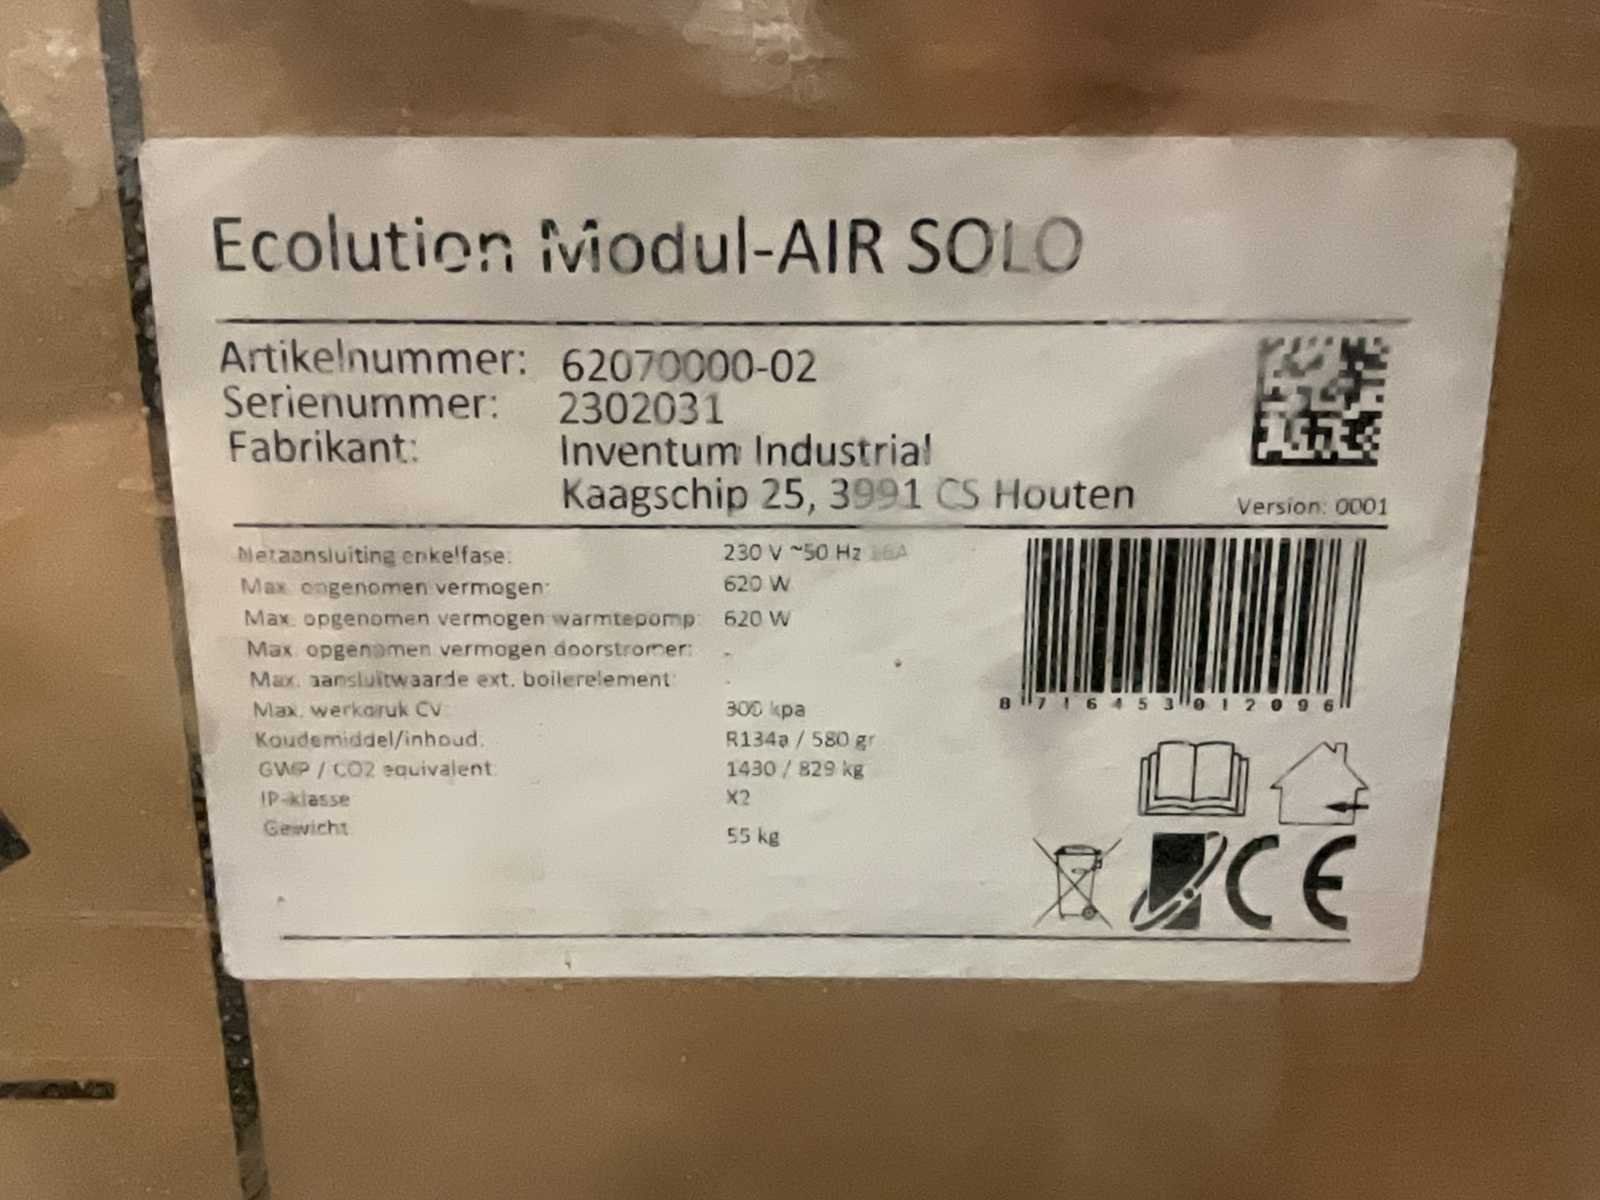 Ecolution Modul-AIR SOLO
Artikelnummer: 62070000-02
Serienummer: 2302031
Fabrikant: Inventum Industrial
Kaagschip 25, 3991 CS Houten
Version: 0001
Netaansluiting enkelfase: 230 V ~50 Hz 16A
Max. opgenomen vermogen: 620 W
Max. opgenomen vermogen warmtepomp: 620 W
Max. opgenomen vermogen doorstromer: -
Max. aansluitwaarde ext. boilerelement: -
Max. werkdruk CV: 300 kpa
Koudemiddel/inhoud: R134a / 580 gr
GWP / CO2 equivalent: 1430 / 829 kg
IP-klasse X2
Gewicht 55 kg
8 716453 012096
CE